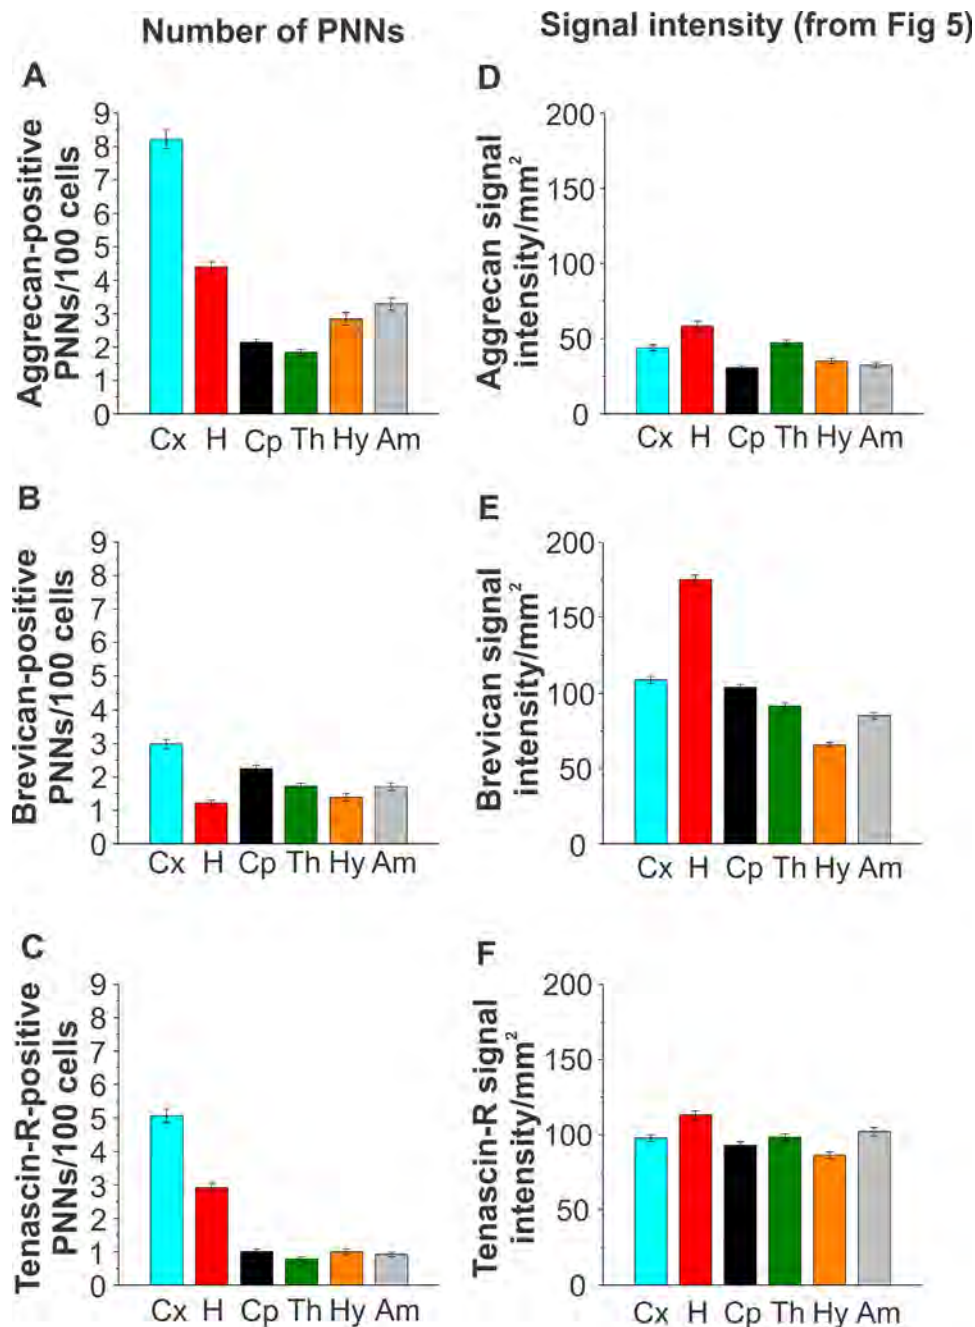 Number of PNNs
Signal intensity (from Fig 5)
A
Aggrecan-positive
PNNs/100 cells
9
8
7
6
5
4
3
2
1
0
Cx H Cp Th Hy Am
D
Aggrecan signal
intensity/mm²
200
150
100
50
0
Cx H Cp Th Hy Am
B
Brevican-positive
PNNs/100 cells
9
8
7
6
5
4
3
2
1
0
Cx H Cp Th Hy Am
E
Brevican signal
intensity/mm²
200
150
100
50
0
Cx H Cp Th Hy Am
C
Tenascin-R-positive
PNNs/100 cells
9
8
7
6
5
4
3
2
1
0
Cx H Cp Th Hy Am
F
Tenascin-R signal
intensity/mm²
200
150
100
50
0
Cx H Cp Th Hy Am